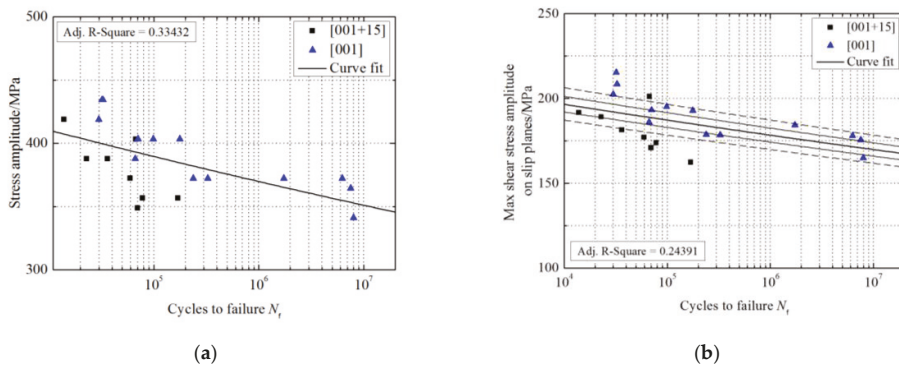 500
Adj. R-Square = 0.33432
[001+15]
[001]
Curve fit
400
300
Stress amplitude/MPa
10^5
10^6
10^7
Cycles to failure N_f
(a)
250
[001+15]
[001]
Curve fit
200
150
100
Max shear stress amplitude
on slip planes/MPa
Adj. R-Square = 0.24391
10^4
10^5
10^6
10^7
Cycles to failure N_f
(b)